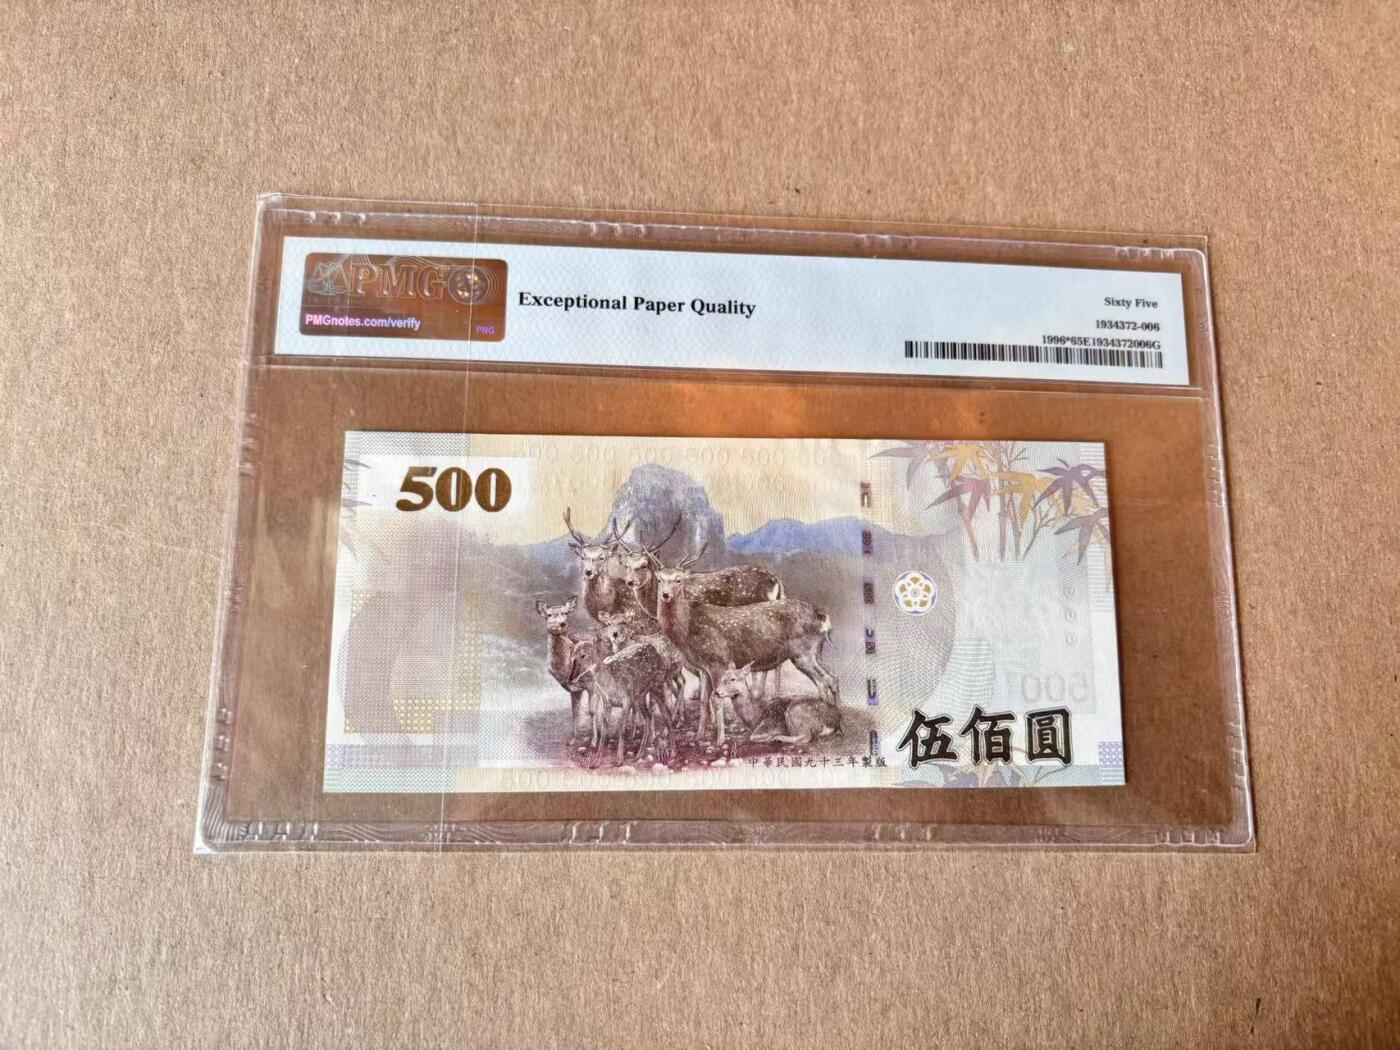 PMG
PMGnotes.com/verify
PNG
Exceptional Paper Quality
Sixty Five
1934372-006
1996*65E1934372006G
500
中華民國九十三年製版
伍佰圓